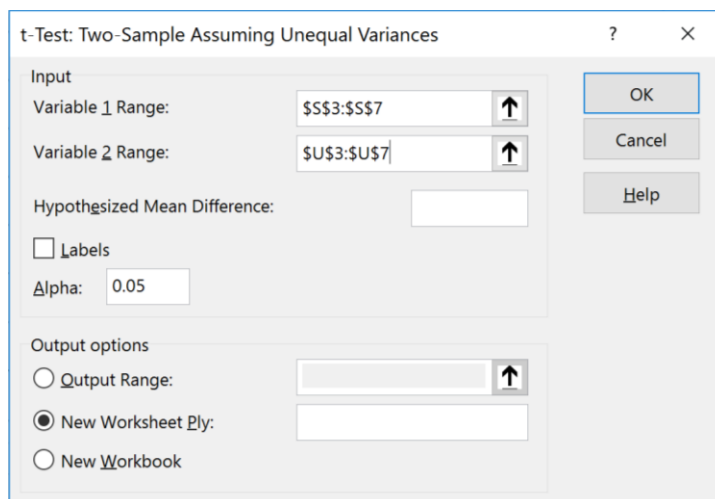 t-Test: Two-Sample Assuming Unequal Variances ? ×
Input
Variable 1 Range: $S$3:$S$7
Variable 2 Range: $U$3:$U$7
Hypothesized Mean Difference:
Labels
Alpha: 0.05
OK
Cancel
Help
Output options
Output Range:
New Worksheet Ply:
New Workbook